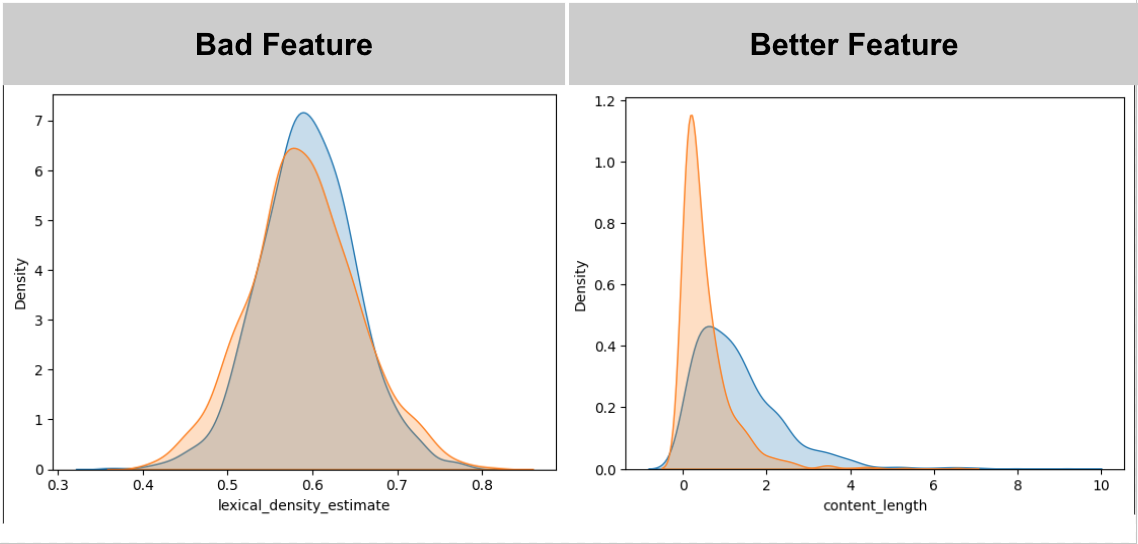 Bad Feature
Better Feature
7
6
5
4
3
2
1
0
Density
0.3 0.4 0.5 0.6 0.7 0.8
lexical_density_estimate
1.2
1.0
0.8
0.6
0.4
0.2
0.0
Density
0 2 4 6 8 10
content_length